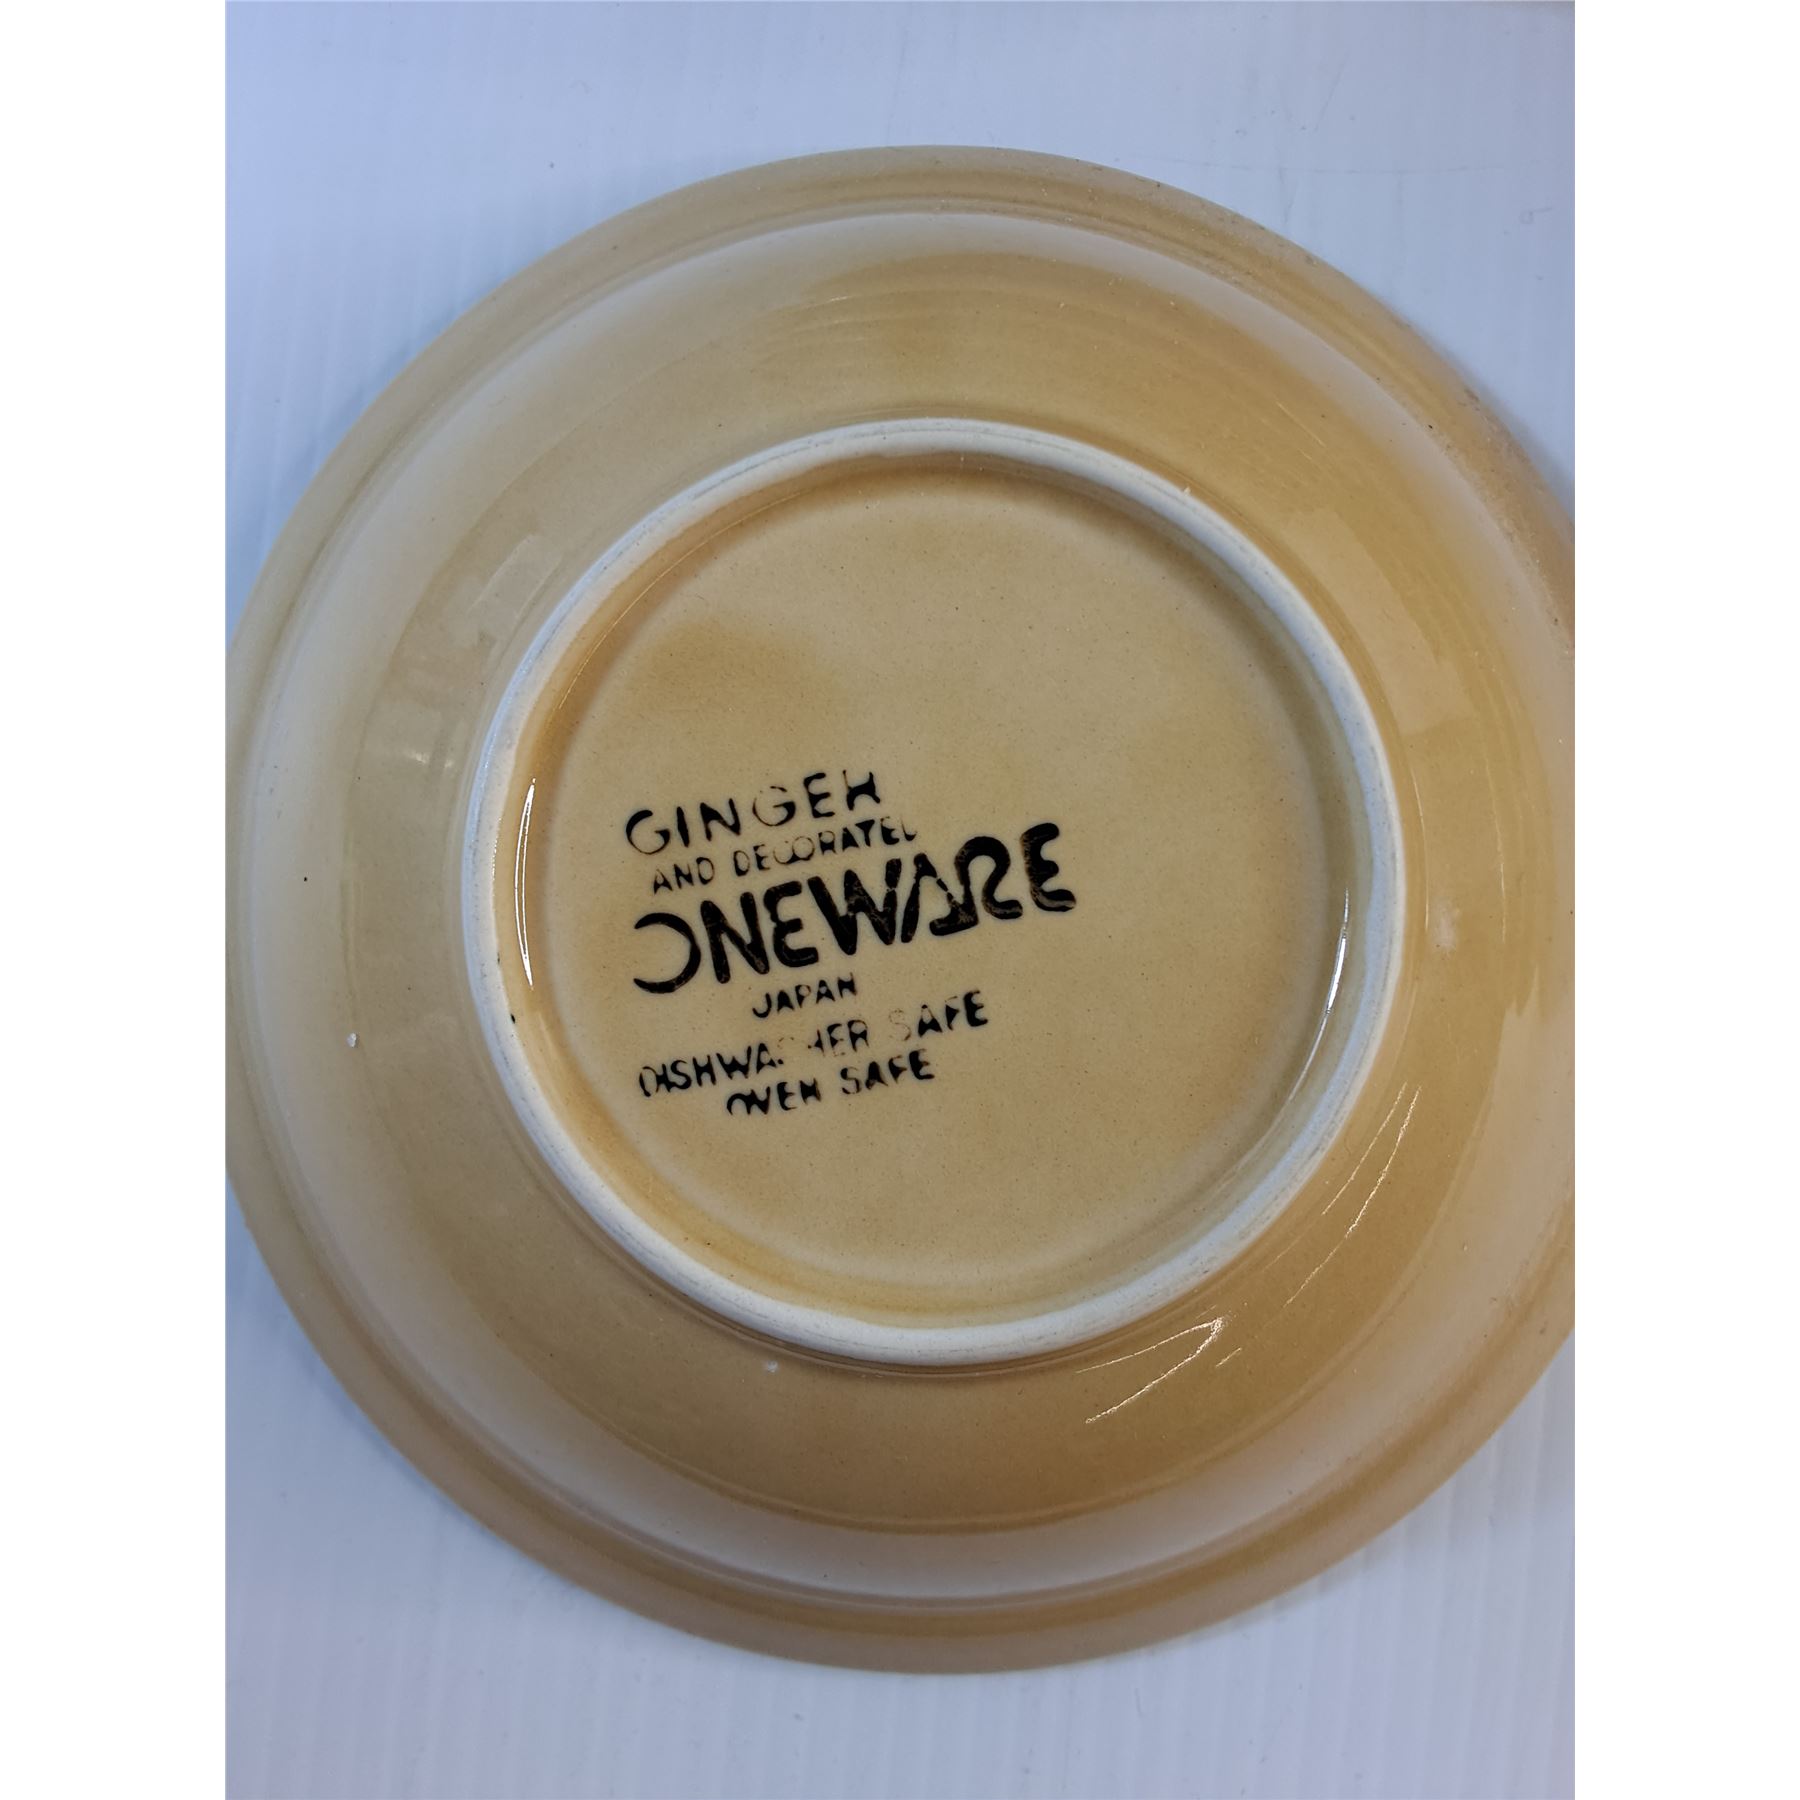 GINGER
AND DECORATED
ONEWARE
JAPAN
DISHWASHER SAFE
OVEN SAFE